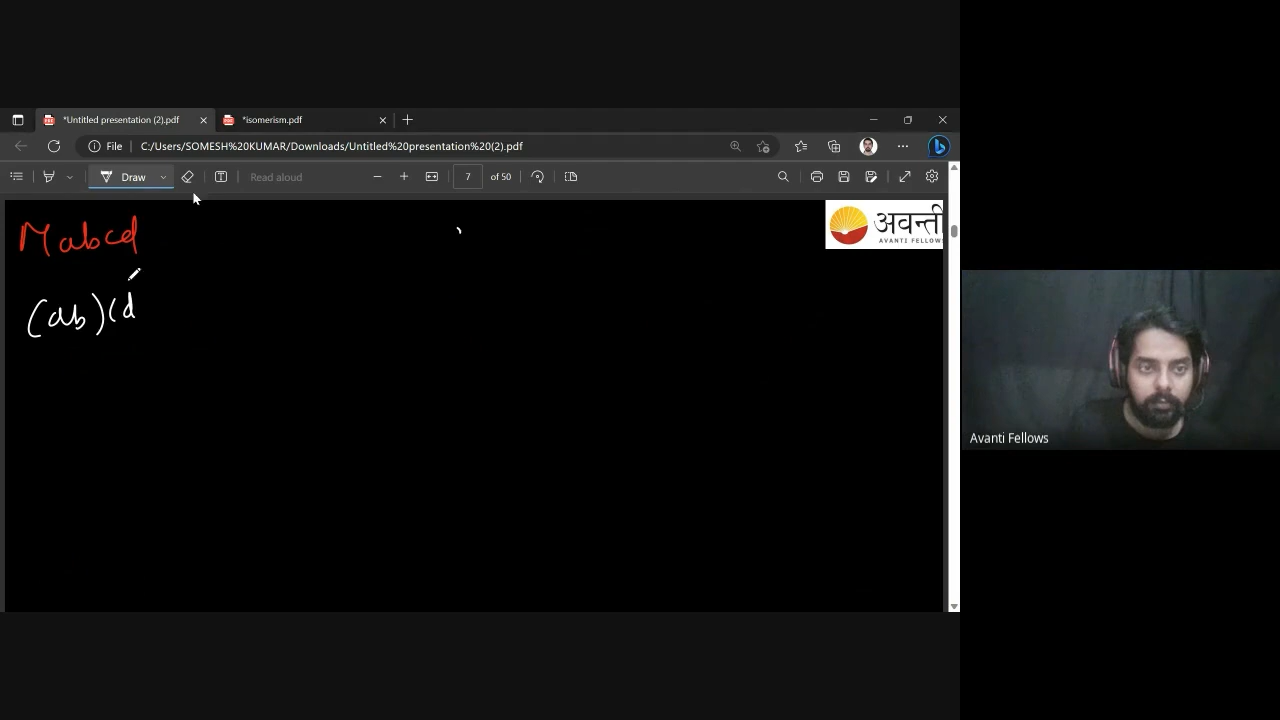 *Untitled presentation (2).pdf
*isomerism.pdf
File
C:/Users/SOMESH%20KUMAR/Downloads/Untitled%20presentation%20(2).pdf
Draw
Read aloud
7 of 50
Mabcd
अवन्ती
AVANTI FELLOWS
(ab)(d
Avanti Fellows